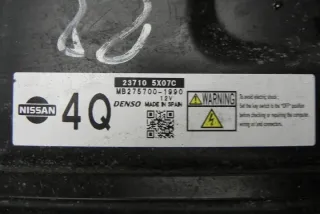 23710 5X07C
MB275700-1990
12V
NISSAN
4Q
DENSO MADE IN SPAIN
WARNING
To avoid electric shock:
Set the key switch to the "OFF" position
before checking or repairing the computer,
wiring or unit connectors.